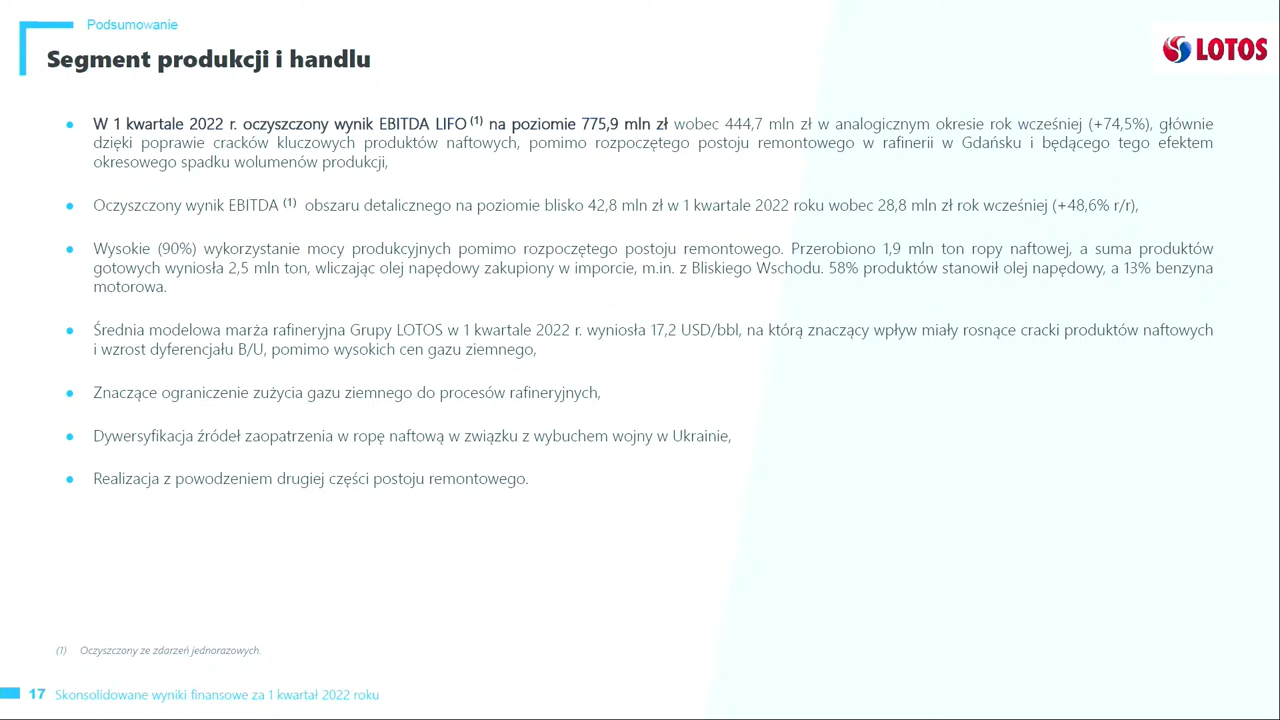 Podsumowanie
Segment produkcji i handlu
LOTOS
• W 1 kwartale 2022 r. oczyszczony wynik EBITDA LIFO (1) na poziomie 775,9 mln zł wobec 444,7 mln zł w analogicznym okresie rok wcześniej (+74,5%), głównie
dzięki poprawie cracków kluczowych produktów naftowych, pomimo rozpoczętego postoju remontowego w rafinerii w Gdańsku i będącego tego efektem
okresowego spadku wolumenów produkcji,
• Oczyszczony wynik EBITDA (1) obszaru detalicznego na poziomie blisko 42,8 mln zł w 1 kwartale 2022 roku wobec 28,8 mln zł rok wcześniej (+48,6% r/r),
• Wysokie (90%) wykorzystanie mocy produkcyjnych pomimo rozpoczętego postoju remontowego. Przerobiono 1,9 mln ton ropy naftowej, a suma produktów
gotowych wyniosła 2,5 mln ton, wliczając olej napędowy zakupiony w imporcie, m.in. z Bliskiego Wschodu. 58% produktów stanowił olej napędowy, a 13% benzyna
motorowa.
• Średnia modelowa marża rafineryjna Grupy LOTOS w 1 kwartale 2022 r. wyniosła 17,2 USD/bbl, na którą znaczący wpływ miały rosnące cracki produktów naftowych
i wzrost dyferencjału B/U, pomimo wysokich cen gazu ziemnego,
• Znaczące ograniczenie zużycia gazu ziemnego do procesów rafineryjnych,
• Dywersyfikacja źródeł zaopatrzenia w ropę naftową w związku z wybuchem wojny w Ukrainie,
• Realizacja z powodzeniem drugiej części postoju remontowego.
(1) Oczyszczony ze zdarzeń jednorazowych.
17 Skonsolidowane wyniki finansowe za 1 kwartał 2022 roku